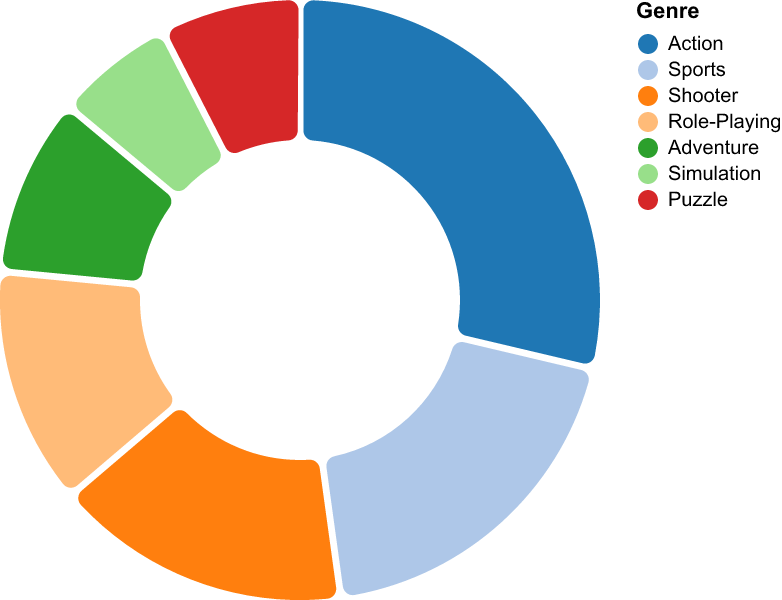 Genre
Action
Sports
Shooter
Role-Playing
Adventure
Simulation
Puzzle